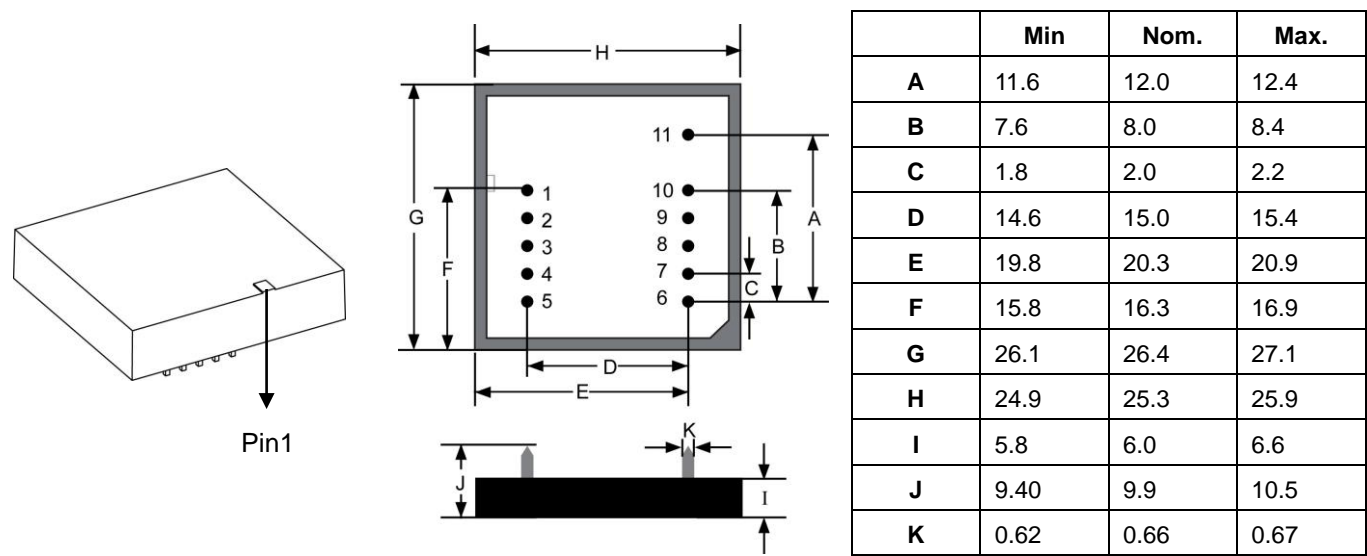 Pin1
H
G
F
11
10
9
8
7
6
1
2
3
4
5
A
B
C
D
E
K
J
I
Min Nom. Max.
A 11.6 12.0 12.4
B 7.6 8.0 8.4
C 1.8 2.0 2.2
D 14.6 15.0 15.4
E 19.8 20.3 20.9
F 15.8 16.3 16.9
G 26.1 26.4 27.1
H 24.9 25.3 25.9
I 5.8 6.0 6.6
J 9.40 9.9 10.5
K 0.62 0.66 0.67